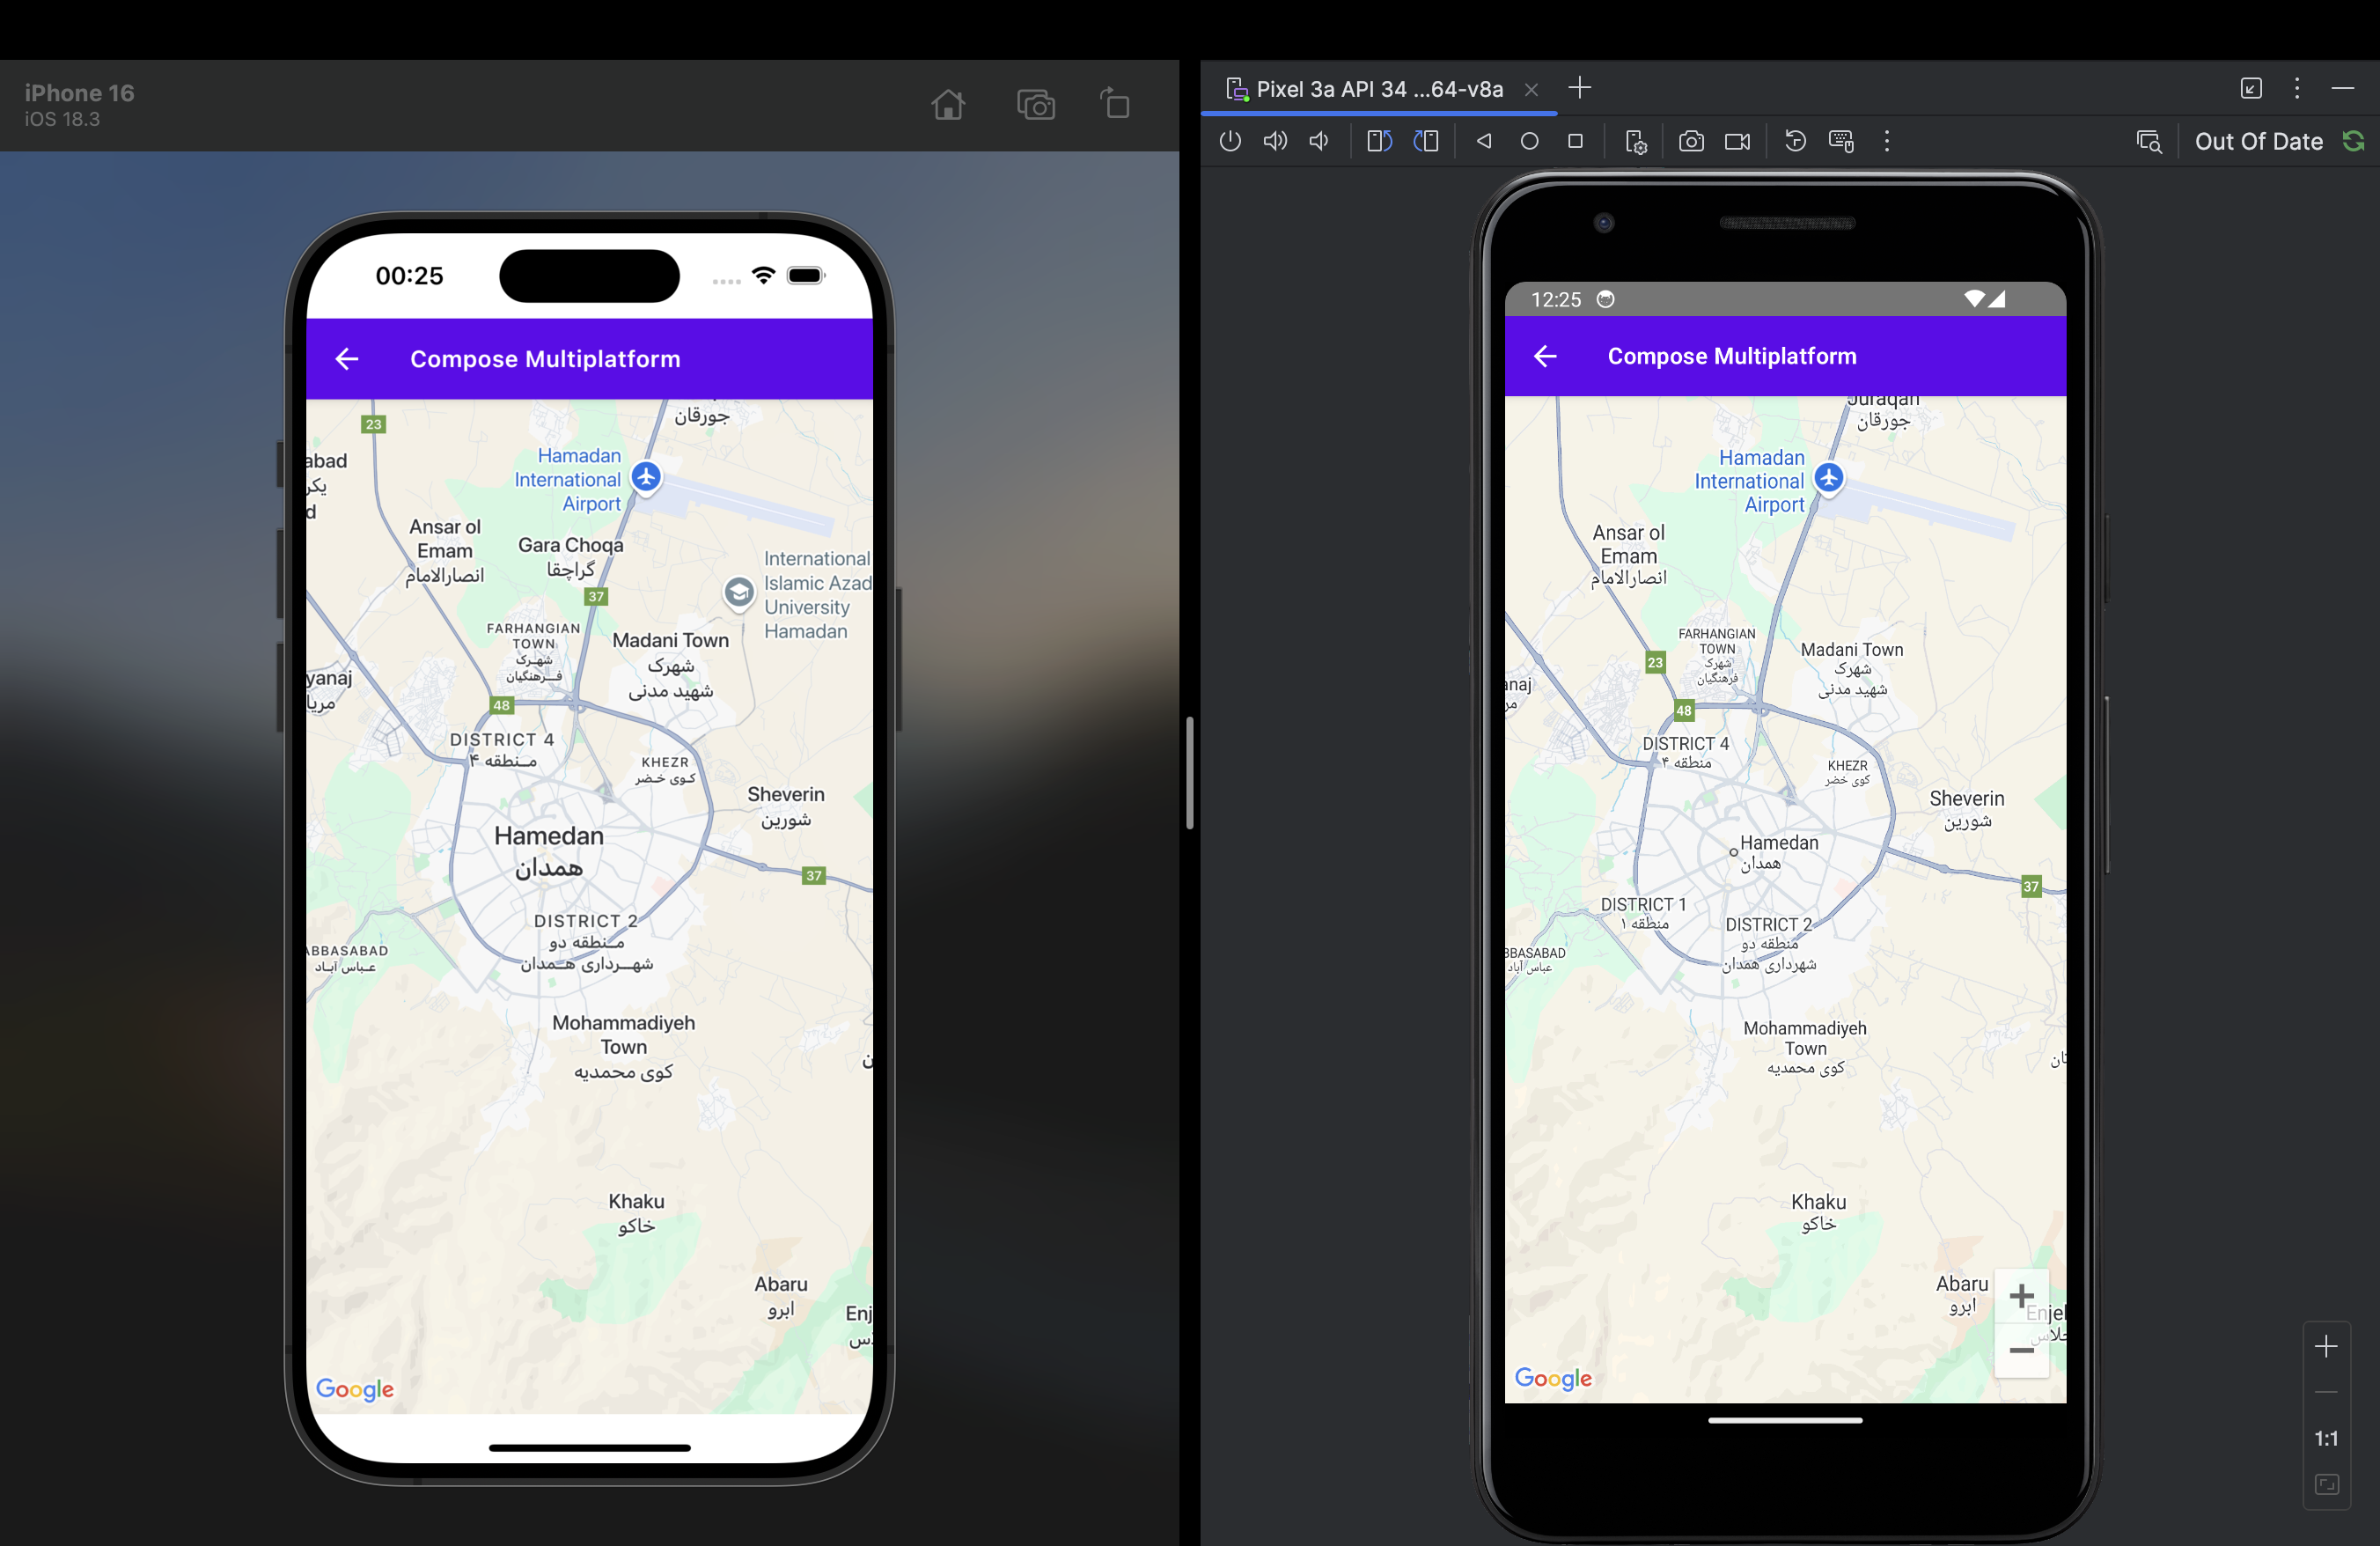 iPhone 16
iOS 18.3
00:25
Compose Multiplatform
جورقان
23
Hamadan
International
Airport
abad
یکر
d
Ansar ol
Emam
انصارالامام
Gara Choqa
گراچقا
International
Islamic Azad
University
Hamadan
37
FARHANGIAN
TOWN
شهرک
فرهنگیان
Madani Town
شهرک
شهید مدنی
yanaj
مریا
48
DISTRICT 4
منطقه ۴
KHEZR
کوی خضر
Sheverin
شورین
Hamedan
همدان
37
DISTRICT 2
منطقه دو
شهرداری همدان
ABBASABAD
عباس آباد
Mohammadiyeh
Town
کوی محمدیه
ن
Khaku
خاکو
Abaru
ابرو
Enj
س
Google
Pixel 3a API 34 ...64-v8a
Out Of Date
12:25
Compose Multiplatform
Juraqan
جورقان
Hamadan
International
Airport
Ansar ol
Emam
انصارالامام
FARHANGIAN
TOWN
شهرک
فرهنگیان
23
Madani Town
شهرک
شهید مدنی
anaj
مر
48
DISTRICT 4
منطقه ۴
KHEZR
کوی خضر
Sheverin
شورین
Hamedan
همدان
37
DISTRICT 1
منطقه ۱
DISTRICT 2
منطقه دو
شهرداری همدان
BBASABAD
عباس آباد
Mohammadiyeh
Town
کوی محمدیه
ان
Khaku
خاکو
Abaru
ابرو
+
Enjel
−
Google
1:1